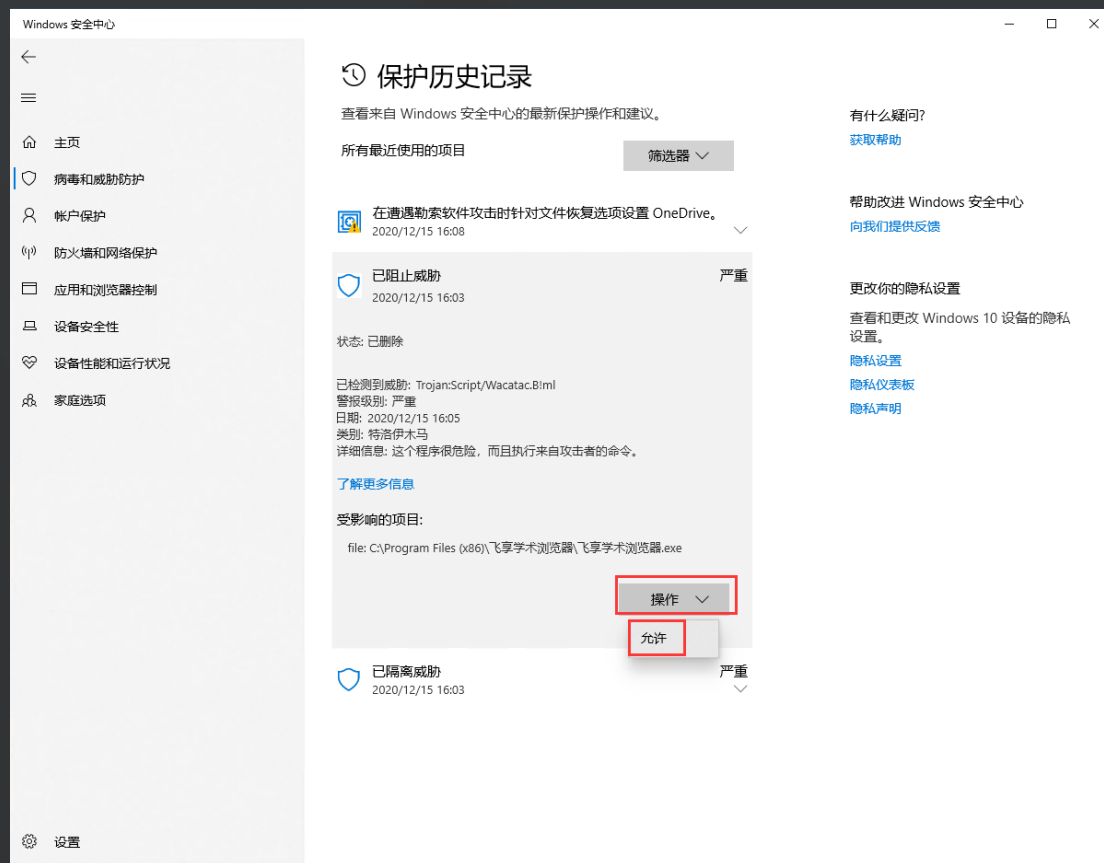 Windows 安全中心
主页
病毒和威胁防护
帐户保护
防火墙和网络保护
应用和浏览器控制
设备安全性
设备性能和运行状况
家庭选项
设置
保护历史记录
查看来自 Windows 安全中心的最新保护操作和建议。
所有最近使用的项目
筛选器
在遭遇勒索软件攻击时针对文件恢复选项设置 OneDrive。
2020/12/15 16:08
已阻止威胁
严重
2020/12/15 16:03
状态: 已删除
已检测到威胁: Trojan:Script/Wacatac.B!ml
警报级别: 严重
日期: 2020/12/15 16:05
类别: 特洛伊木马
详细信息: 这个程序很危险，而且执行来自攻击者的命令。
了解更多信息
受影响的项目:
file: C:\Program Files (x86)\飞享学术浏览器\飞享学术浏览器.exe
操作
允许
已隔离威胁
严重
2020/12/15 16:03
有什么疑问?
获取帮助
帮助改进 Windows 安全中心
向我们提供反馈
更改你的隐私设置
查看和更改 Windows 10 设备的隐私
设置。
隐私设置
隐私仪表板
隐私声明